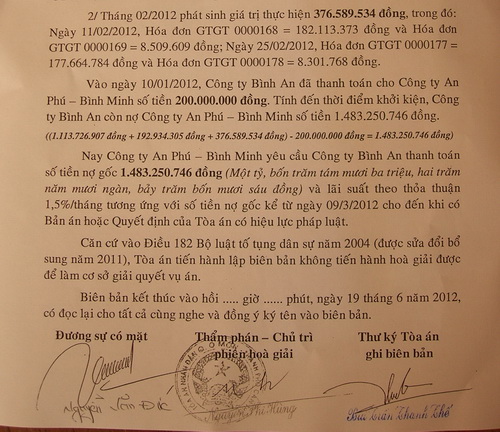 2/ Tháng 02/2012 phát sinh giá trị thực hiện 376.589.534 đồng, trong đó:
Ngày 11/02/2012, Hóa đơn GTGT 0000168 = 182.113.373 đồng và Hóa đơn
GTGT 0000169 = 8.509.609 đồng; Ngày 25/02/2012, Hóa đơn GTGT 0000177 =
177.664.784 đồng và Hóa đơn GTGT 0000178 = 8.301.768 đồng.
Vào ngày 10/01/2012, Công ty Bình An đã thanh toán cho Công ty An
Phú – Bình Minh số tiền 200.000.000 đồng. Tính đến thời điểm khởi kiện, Công
ty Bình An còn nợ Công ty An Phú – Bình Minh số tiền 1.483.250.746 đồng.
((1.113.726.907 đồng + 192.934.305 đồng + 376.589.534 đồng) - 200.000.000 đồng = 1.483.250.746 đồng)
Nay Công ty An Phú – Bình Minh yêu cầu Công ty Bình An thanh toán
số tiền nợ gốc 1.483.250.746 đồng (Một tỷ, bốn trăm tám mươi ba triệu, hai trăm
năm mươi ngàn, bảy trăm bốn mươi sáu đồng) và lãi suất theo thỏa thuận
1,5%/tháng tương ứng với số tiền nợ gốc kể từ ngày 09/3/2012 cho đến khi có
Bản án hoặc Quyết định của Tòa án có hiệu lực pháp luật.
Căn cứ vào Điều 182 Bộ luật tố tụng dân sự năm 2004 (được sửa đổi bổ
sung năm 2011), Tòa án tiến hành lập biên bản không tiến hành hoà giải được
để làm cơ sở giải quyết vụ án.
Biên bản kết thúc vào hồi ..... giờ ...... phút, ngày 19 tháng 6 năm 2012,
có đọc lại cho tất cả cùng nghe và đồng ý ký tên vào biên bản.
Đương sự có mặt Thẩm phán – Chủ trì Thư ký Tòa án
phiên hoà giải ghi biên bản
Nguyễn Văn Đức Phi Hùng Bùi Trần Thanh Thế